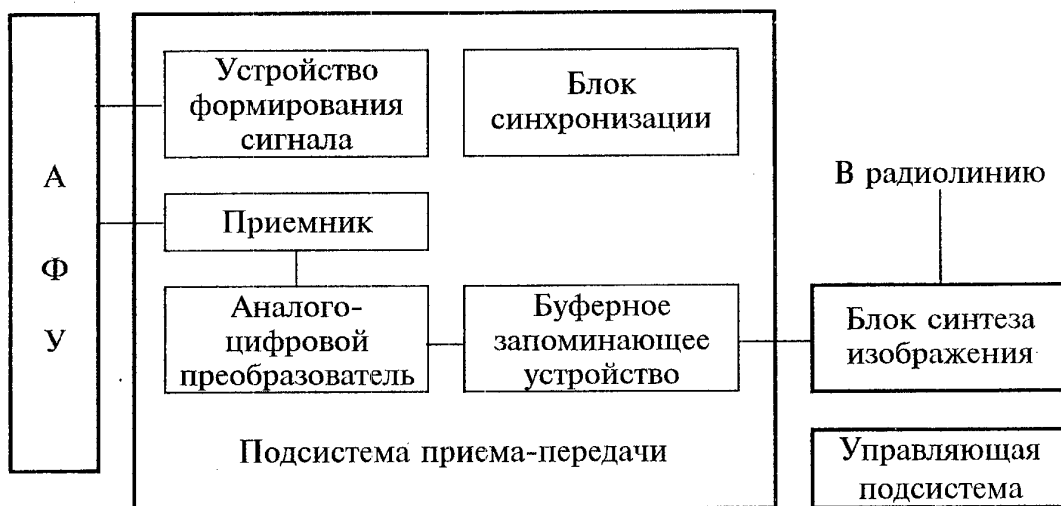 А
Ф
У
Устройство
формирования
сигнала
Блок
синхронизации
Приемник
Аналого-
цифровой
преобразователь
Буферное
запоминающее
устройство
Подсистема приема-передачи
В радиолинию
Блок синтеза
изображения
Управляющая
подсистема